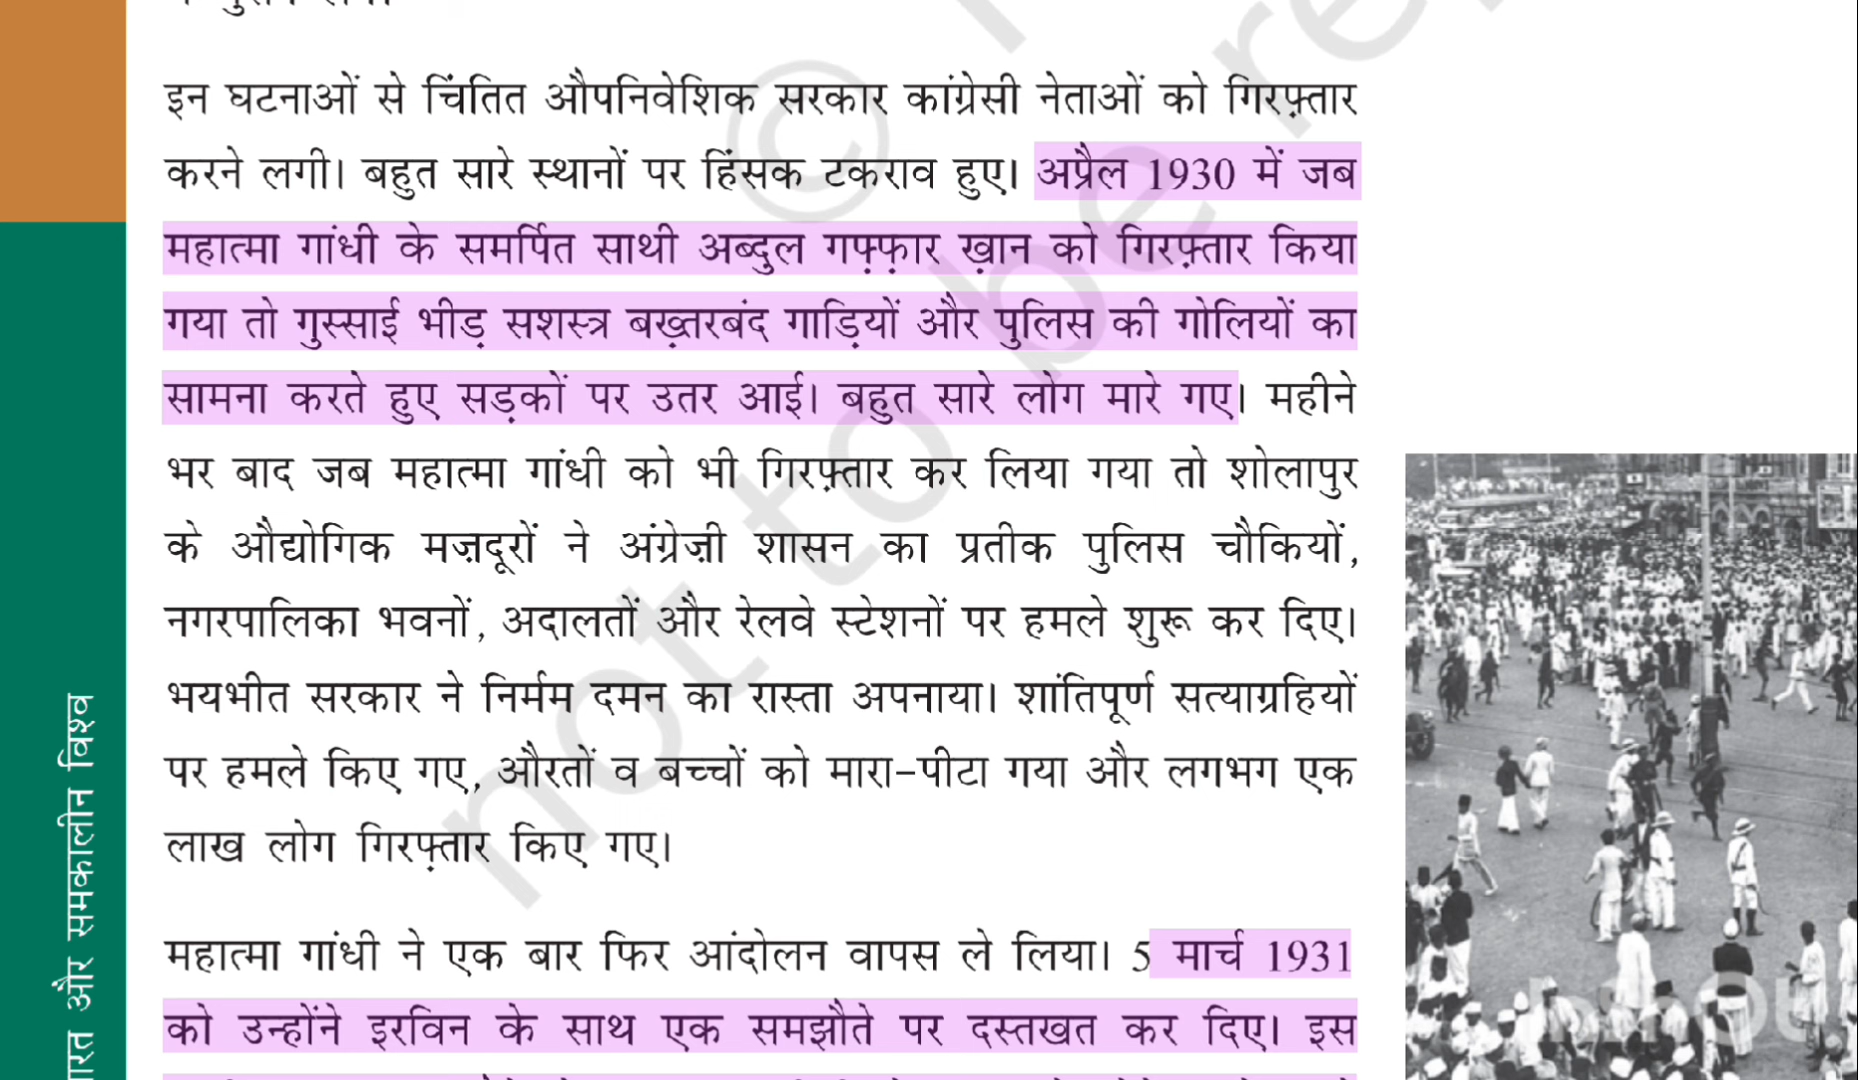 इन घटनाओं से चिंतित औपनिवेशिक सरकार कांग्रेसी नेताओं को गिरफ़्तार
करने लगी। बहुत सारे स्थानों पर हिंसक टकराव हुए। अप्रैल 1930 में जब
महात्मा गांधी के समर्पित साथी अब्दुल गफ़्फ़ार ख़ान को गिरफ़्तार किया
गया तो गुस्साई भीड़ सशस्त्र बख़्तरबंद गाड़ियों और पुलिस की गोलियों का
सामना करते हुए सड़कों पर उतर आई। बहुत सारे लोग मारे गए। महीने
भर बाद जब महात्मा गांधी को भी गिरफ़्तार कर लिया गया तो शोलापुर
के औद्योगिक मज़दूरों ने अंग्रेज़ी शासन का प्रतीक पुलिस चौकियों,
नगरपालिका भवनों, अदालतों और रेलवे स्टेशनों पर हमले शुरू कर दिए।
भयभीत सरकार ने निर्मम दमन का रास्ता अपनाया। शांतिपूर्ण सत्याग्रहियों
पर हमले किए गए, औरतों व बच्चों को मारा-पीटा गया और लगभग एक
लाख लोग गिरफ़्तार किए गए।
महात्मा गांधी ने एक बार फिर आंदोलन वापस ले लिया। 5 मार्च 1931
को उन्होंने इरविन के साथ एक समझौते पर दस्तखत कर दिए। इस
और समकालीन विश्व
© not to be